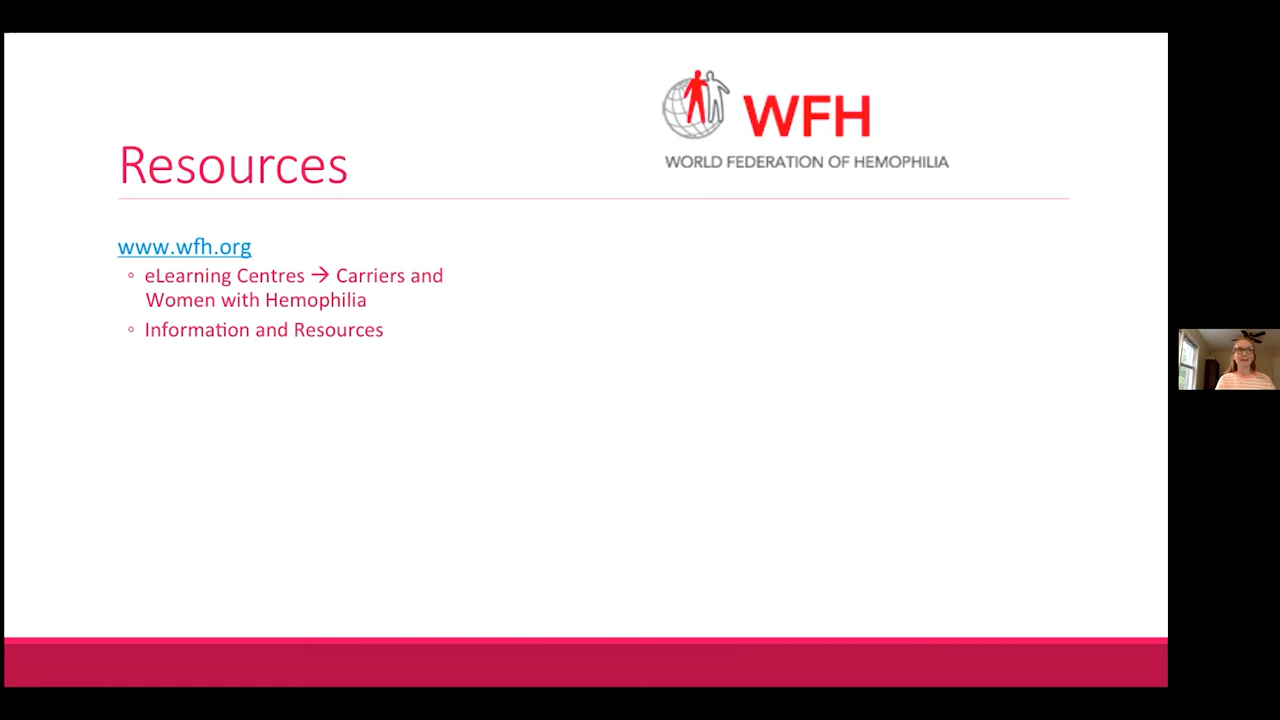 WFH
WORLD FEDERATION OF HEMOPHILIA
Resources
www.wfh.org
◦ eLearning Centres → Carriers and
Women with Hemophilia
◦ Information and Resources